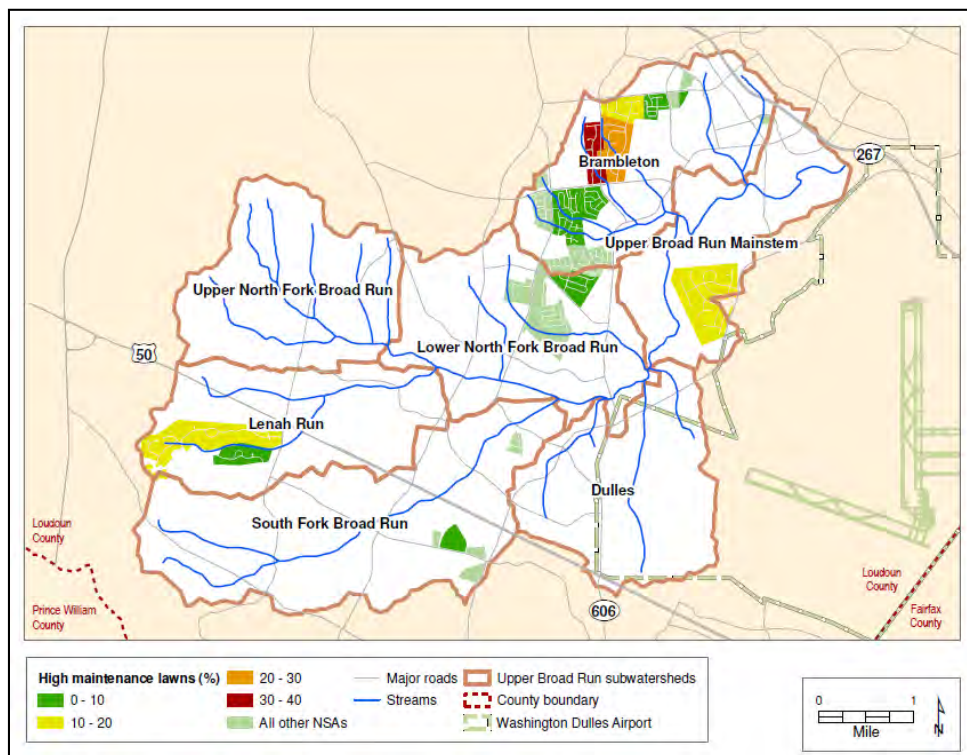 267
Brambleton
Upper Broad Run Mainstem
Upper North Fork Broad Run
50
Lower North Fork Broad Run
Lenah Run
Dulles
South Fork Broad Run
Loudoun
County
Prince William
County
606
Loudoun
County
Fairfax
County
High maintenance lawns (%)
0 - 10
10 - 20
20 - 30
30 - 40
All other NSAs
Major roads
Streams
Upper Broad Run subwatersheds
County boundary
Washington Dulles Airport
0 1
Mile
N